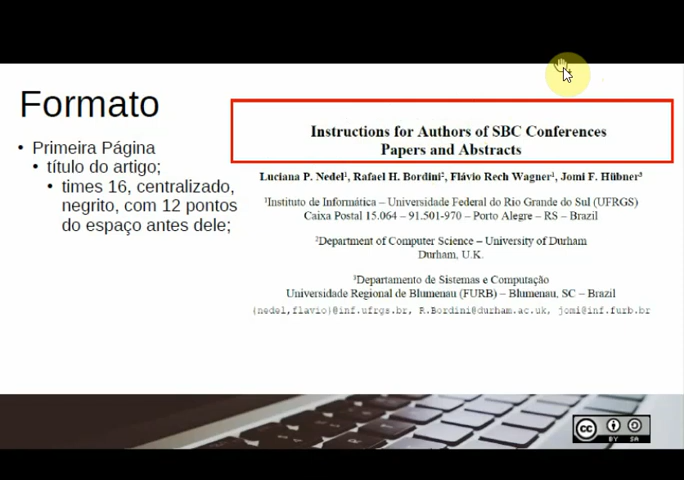 Formato
• Primeira Página
• título do artigo;
• times 16, centralizado,
negrito, com 12 pontos
do espaço antes dele;
Instructions for Authors of SBC Conferences
Papers and Abstracts
Luciana P. Nedel¹, Rafael H. Bordini², Flávio Rech Wagner¹, Jomi F. Hübner³
¹Instituto de Informática – Universidade Federal do Rio Grande do Sul (UFRGS)
Caixa Postal 15.064 – 91.501-970 – Porto Alegre – RS – Brazil
²Department of Computer Science – University of Durham
Durham, U.K.
³Departamento de Sistemas e Computação
Universidade Regional de Blumenau (FURB) – Blumenau, SC – Brazil
{nedel,flavio}@inf.ufrgs.br, R.Bordini@durham.ac.uk, jomi@inf.furb.br
cc
BY SA